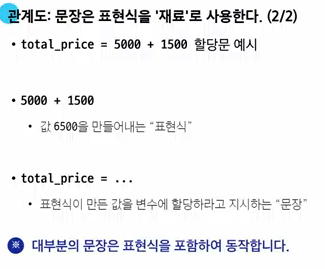 관계도: 문장은 표현식을 '재료'로 사용한다. (2/2)
• total_price = 5000 + 1500 할당문 예시
• 5000 + 1500
• 값 6500을 만들어내는 “표현식”
• total_price = ...
• 표현식이 만든 값을 변수에 할당하라고 지시하는 “문장”
※ 대부분의 문장은 표현식을 포함하여 동작합니다.